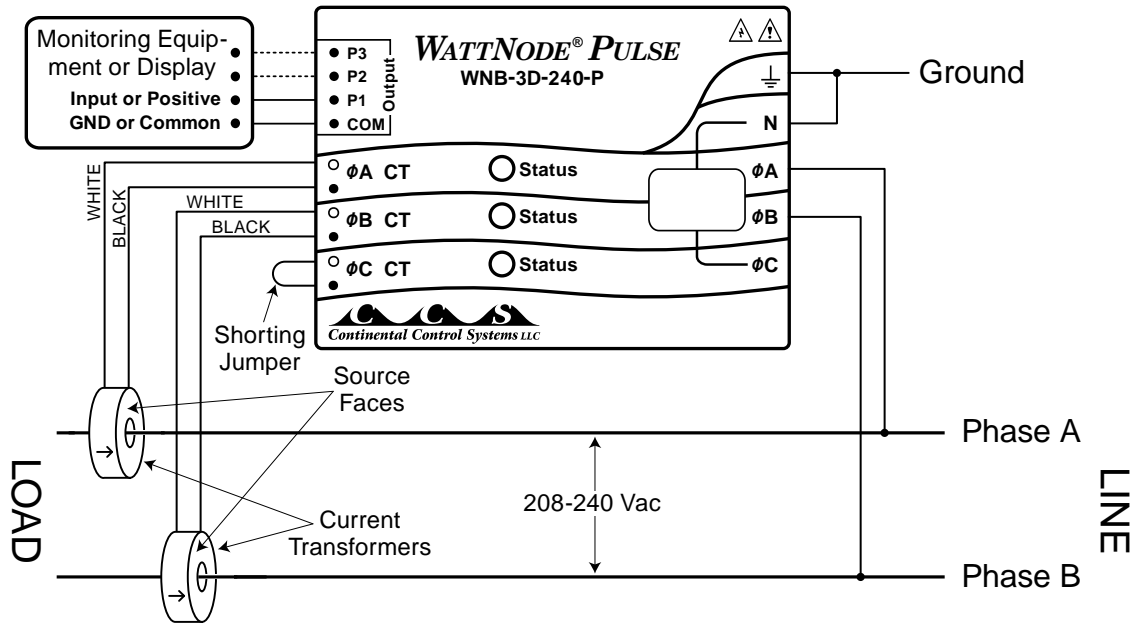 Monitoring Equip-
ment or Display
Input or Positive
GND or Common
P3
P2
P1
COM
Output
WATTNODE® PULSE
WNB-3D-240-P
Ground
N
ϕA CT
Status
ϕA
ϕB CT
Status
ϕB
ϕC CT
Status
ϕC
WHITE
BLACK
WHITE
BLACK
Shorting
Jumper
CCS
Continental Control Systems LLC
Source
Faces
Phase A
LOAD
208-240 Vac
LINE
Current
Transformers
Phase B